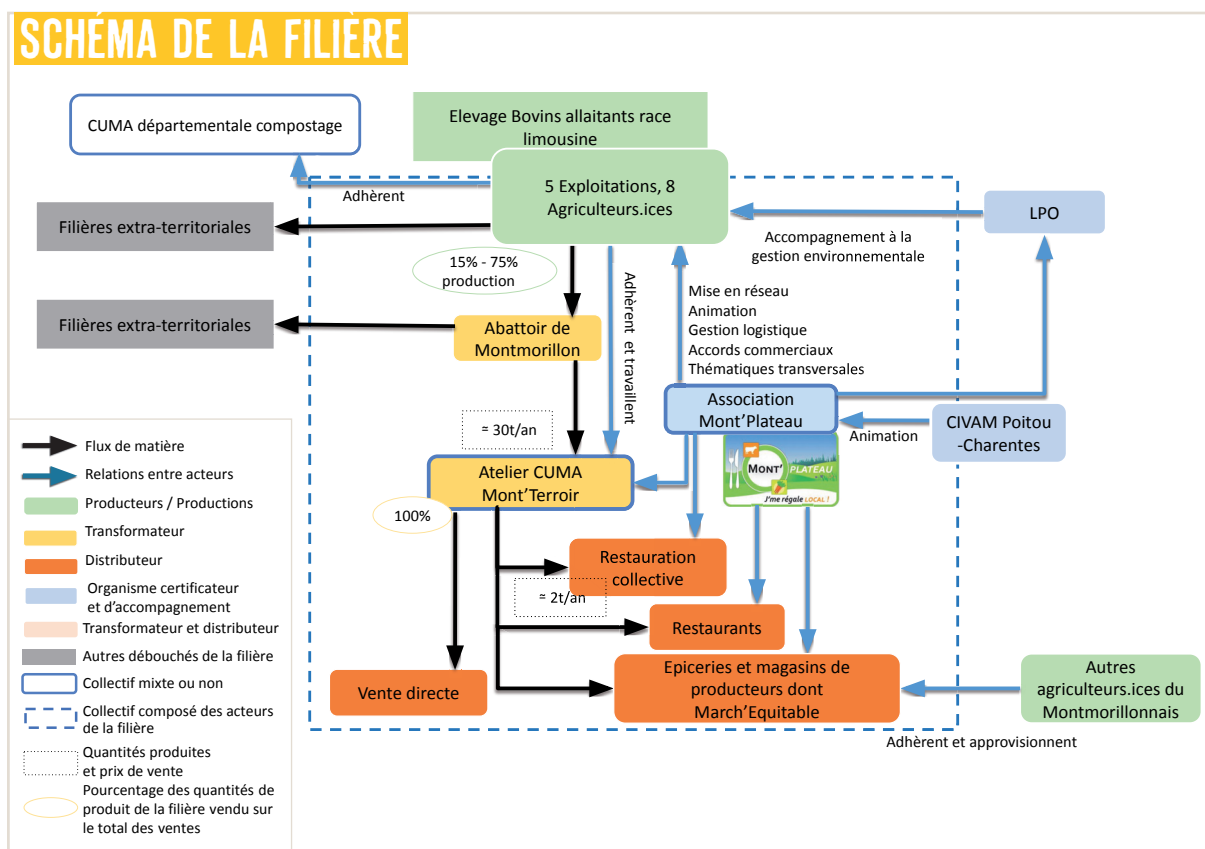 SCHÉMA DE LA FILIÈRE
CUMA départementale compostage
Elevage Bovins allaitants race
limousine
5 Exploitations, 8
Agriculteurs.ices
Adhèrent
Filières extra-territoriales
LPO
Accompagnement à la
gestion environnementale
15% - 75%
production
Adhèrent et travaillent
Mise en réseau
Animation
Gestion logistique
Accords commerciaux
Thématiques transversales
Filières extra-territoriales
Abattoir de
Montmorillon
Association
Mont'Plateau
Animation
CIVAM Poitou
-Charentes
≃ 30t/an
Atelier CUMA
Mont'Terroir
MONT'
PLATEAU
J'me régale LOCAL !
100%
Restauration
collective
≃ 2t/an
Restaurants
Vente directe
Epiceries et magasins de
producteurs dont
March'Equitable
Autres
agriculteurs.ices du
Montmorillonnais
Adhèrent et approvisionnent
Flux de matière
Relations entre acteurs
Producteurs / Productions
Transformateur
Distributeur
Organisme certificateur
et d'accompagnement
Transformateur et distributeur
Autres débouchés de la filière
Collectif mixte ou non
Collectif composé des acteurs
de la filière
Quantités produites
et prix de vente
Pourcentage des quantités de
produit de la filière vendu sur
le total des ventes